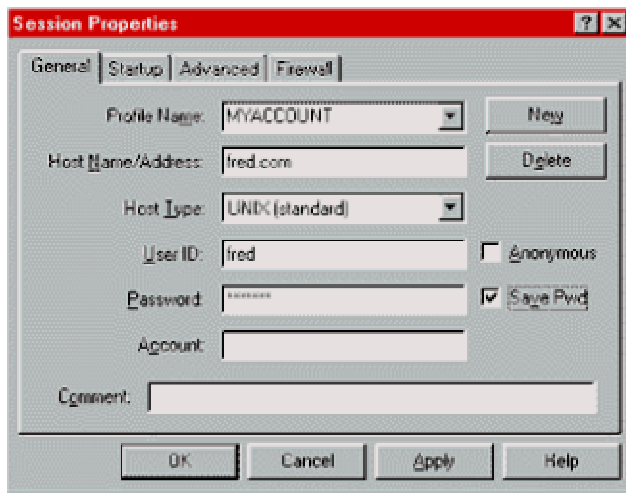 Session Properties
General Startup Advanced Firewall
Profile Name: MYACCOUNT New
Host Name/Address: fred.com Delete
Host Type: UNIX (standard)
User ID: fred Anonymous
Password: ******* Save Pwd
Account:
Comment:
OK Cancel Apply Help